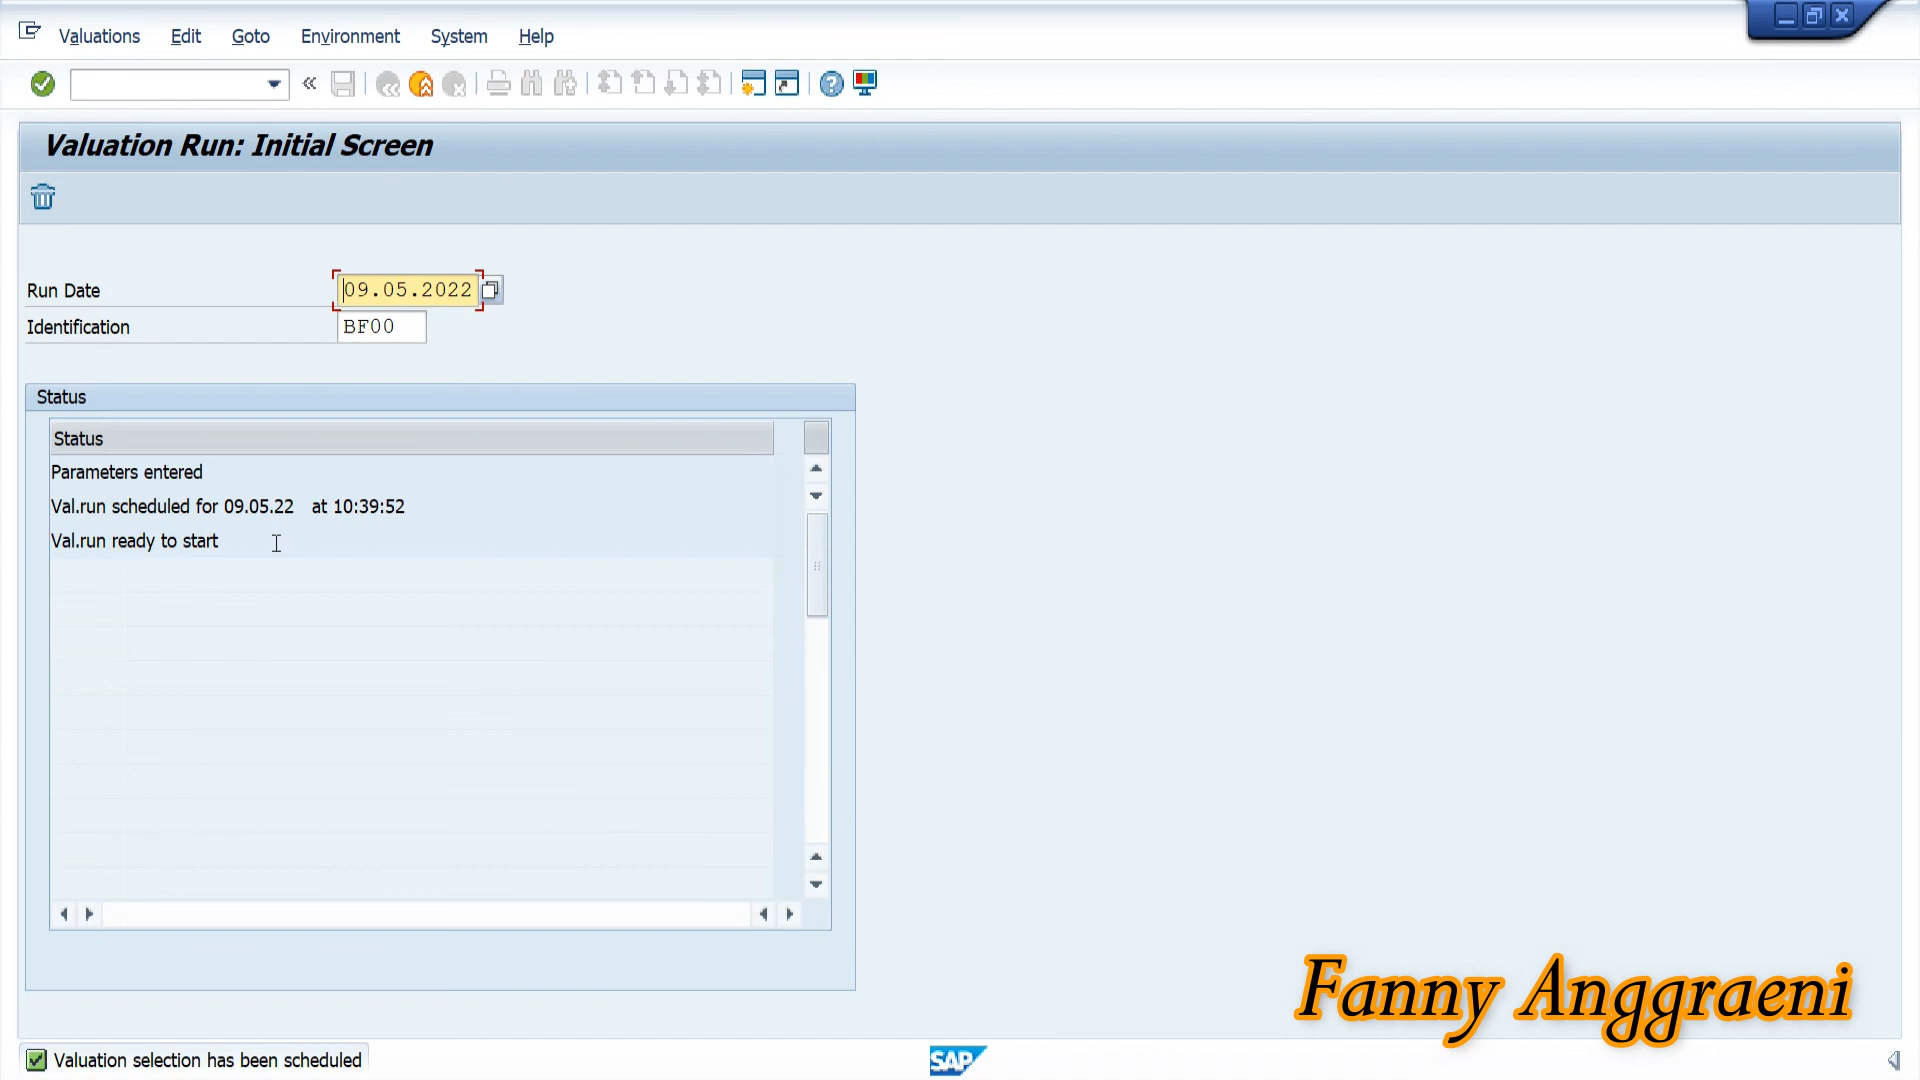 Valuations Edit Goto Environment System Help
Valuation Run: Initial Screen
Run Date 09.05.2022
Identification BF00
Status
Status
Parameters entered
Val.run scheduled for 09.05.22 at 10:39:52
Val.run ready to start
Fanny Anggraeni
Valuation selection has been scheduled
SAP